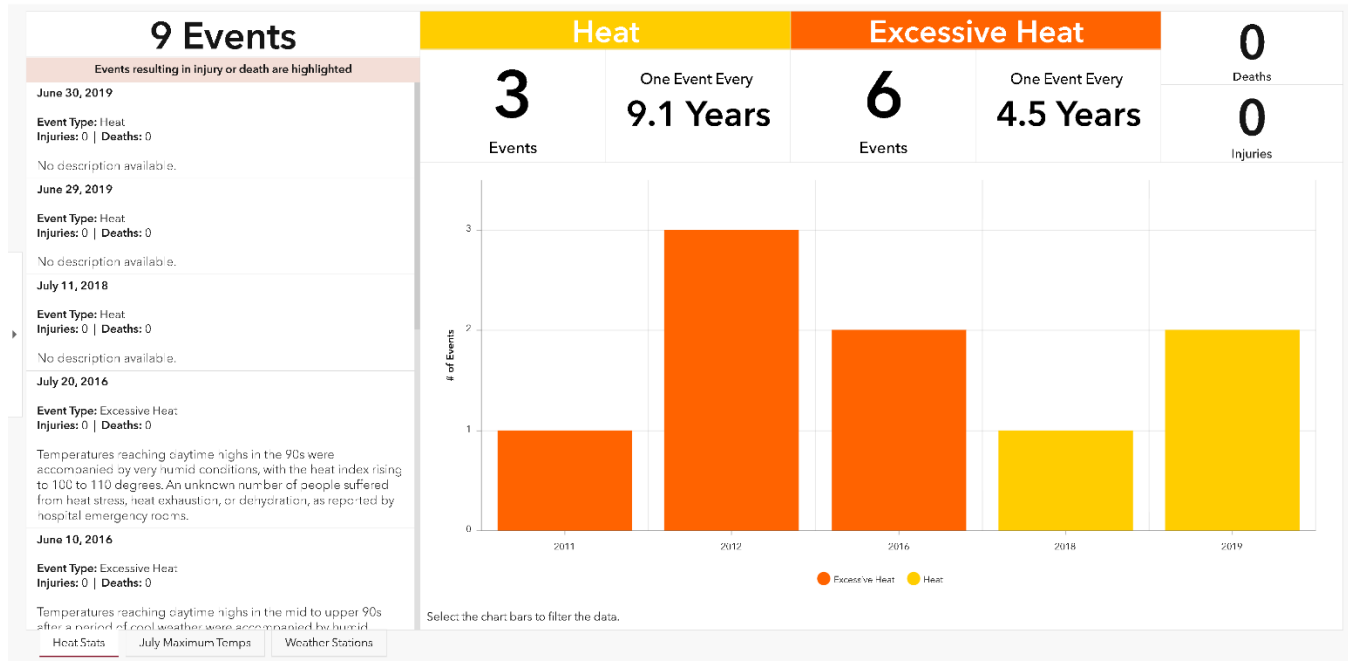 9 Events
Events resulting in injury or death are highlighted
June 30, 2019
Event Type: Heat
Injuries: 0 | Deaths: 0
No description available.
June 29, 2019
Event Type: Heat
Injuries: 0 | Deaths: 0
No description available.
July 11, 2018
Event Type: Heat
Injuries: 0 | Deaths: 0
No description available.
July 20, 2016
Event Type: Excessive Heat
Injuries: 0 | Deaths: 0
Temperatures reaching daytime highs in the 90s were
accompanied by very humid conditions, with the heat index rising
to 100 to 110 degrees. An unknown number of people suffered
from heat stress, heat exhaustion, or dehydration, as reported by
hospital emergency rooms.
June 10, 2016
Event Type: Excessive Heat
Injuries: 0 | Deaths: 0
Temperatures reaching daytime highs in the mid to upper 90s
after a period of cool weather were accompanied by humid
Heat
3
Events
One Event Every
9.1 Years
Excessive Heat
6
Events
One Event Every
4.5 Years
0
Deaths
0
Injuries
# of Events
3
2
1
0
2011
2012
2016
2018
2019
Excessive Heat
Heat
Select the chart bars to filter the data.
Heat Stats
July Maximum Temps
Weather Stations